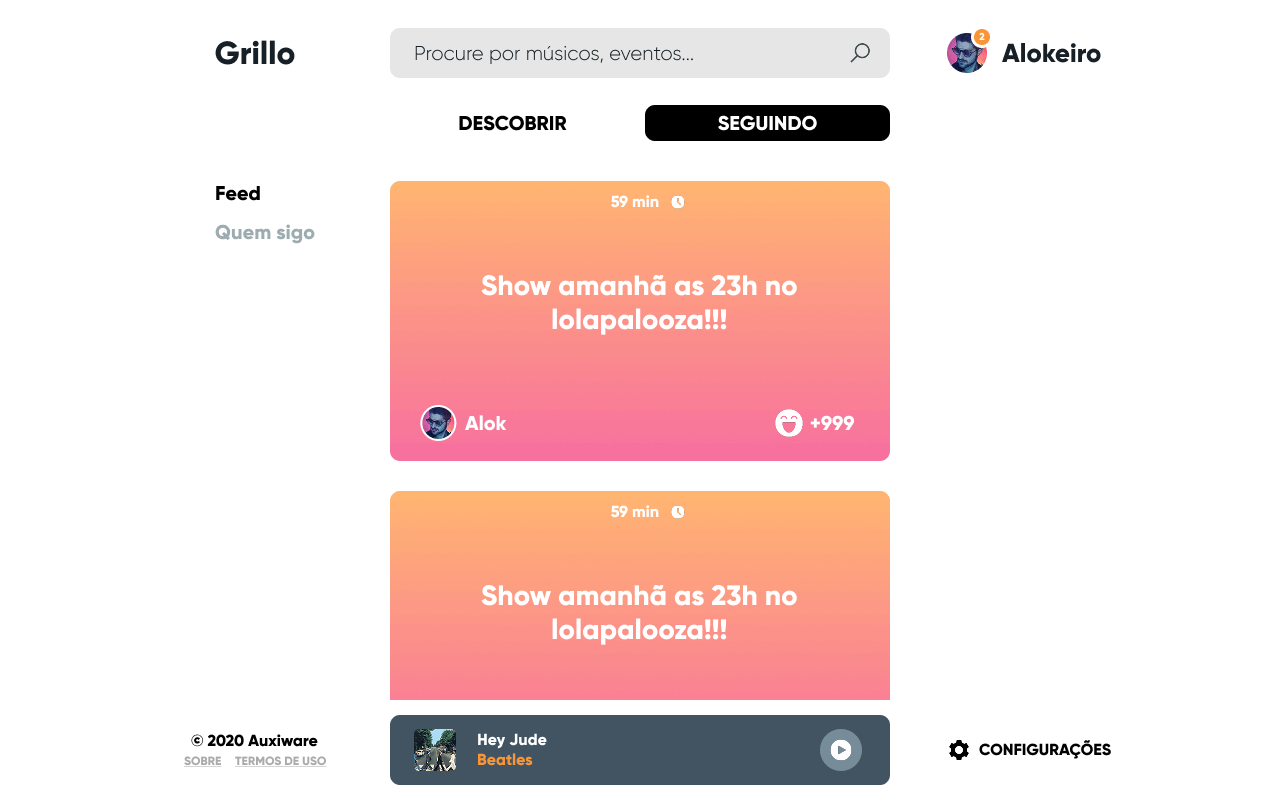 Grillo
Procure por músicos, eventos...
2
Alokeiro
DESCOBRIR
SEGUINDO
Feed
Quem sigo
59 min
Show amanhã as 23h no
lolapalooza!!!
Alok
+999
59 min
Show amanhã as 23h no
lolapalooza!!!
© 2020 Auxiware
SOBRE TERMOS DE USO
Hey Jude
Beatles
CONFIGURAÇÕES